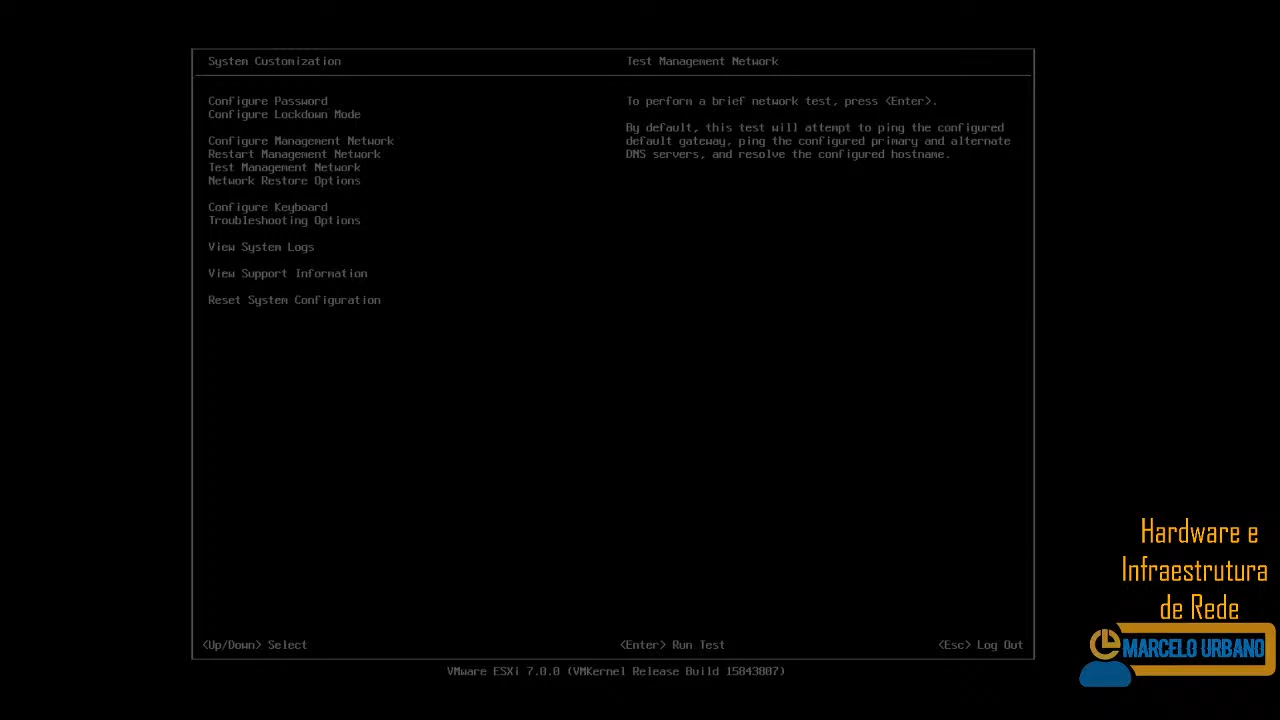 System Customization
Test Management Network
Configure Password
Configure Lockdown Mode
Configure Management Network
Restart Management Network
Test Management Network
Network Restore Options
Configure Keyboard
Troubleshooting Options
View System Logs
View Support Information
Reset System Configuration
To perform a brief network test, press <Enter>.
By default, this test will attempt to ping the configured
default gateway, ping the configured primary and alternate
DNS servers, and resolve the configured hostname.
<Up/Down> Select
<Enter> Run Test
<Esc> Log Out
VMware ESXi 7.0.0 (VMKernel Release Build 15843807)
Hardware e
Infraestrutura
de Rede
MARCELO URBANO